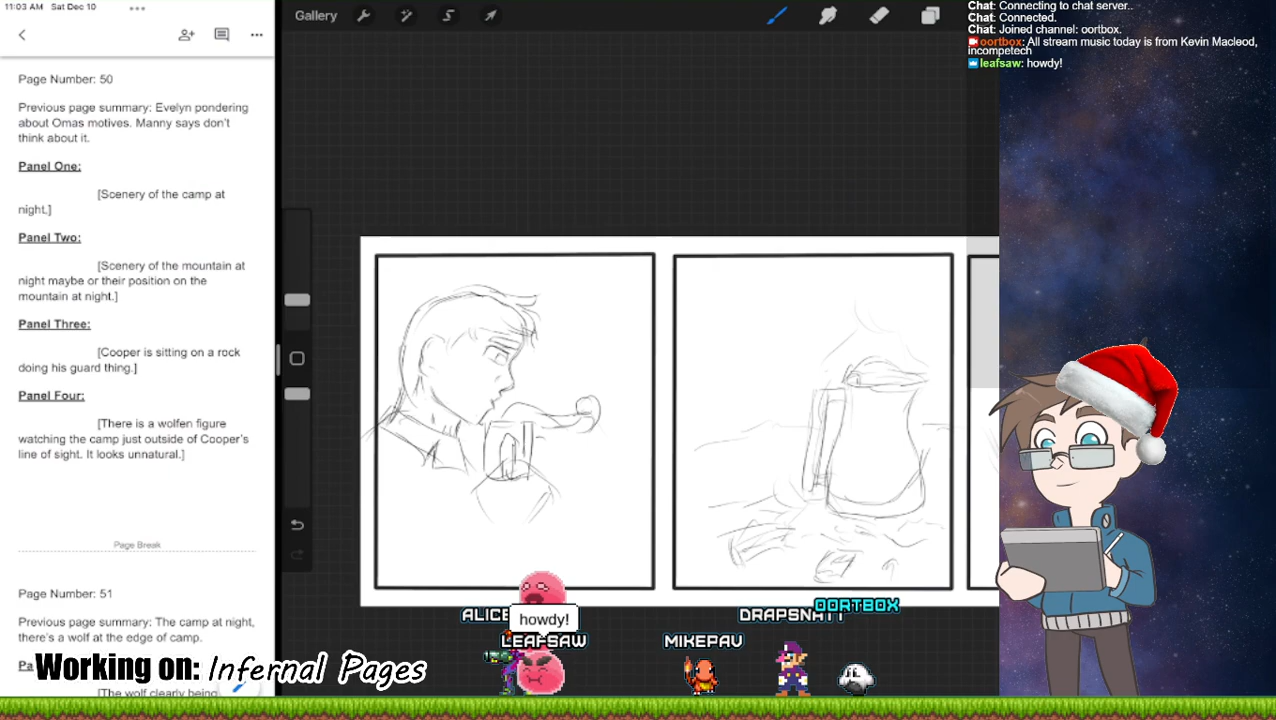 11:03 AM Sat Dec 10
Page Number: 50
Previous page summary: Evelyn pondering
about Omas motives. Manny says don't
think about it.
Panel One:
[Scenery of the camp at
night.]
Panel Two:
[Scenery of the mountain at
night maybe or their position on the
mountain at night.]
Panel Three:
[Cooper is sitting on a rock
doing his guard thing.]
Panel Four:
[There is a wolfen figure
watching the camp just outside of Cooper's
line of sight. It looks unnatural.]
Page Break
Page Number: 51
Previous page summary: The camp at night,
there's a wolf at the edge of camp.
Pa
[The wolf clearly being
Working on: Infernal Pages
Gallery
Chat: Connecting to chat server..
Chat: Connected.
Chat: Joined channel: oortbox.
oortbox: All stream music today is from Kevin Macleod,
incompetech
leafsaw: howdy!
howdy!
ALICE
LEAFSAW
MIKEPAV
DRAPSNATT
OORTBOX